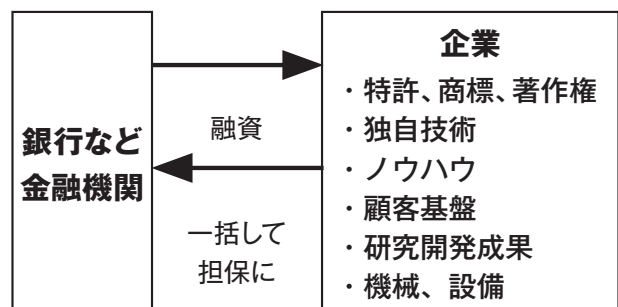 銀行など
金融機関
融資
一括して
担保に
企業
・特許、商標、著作権
・独自技術
・ノウハウ
・顧客基盤
・研究開発成果
・機械、設備